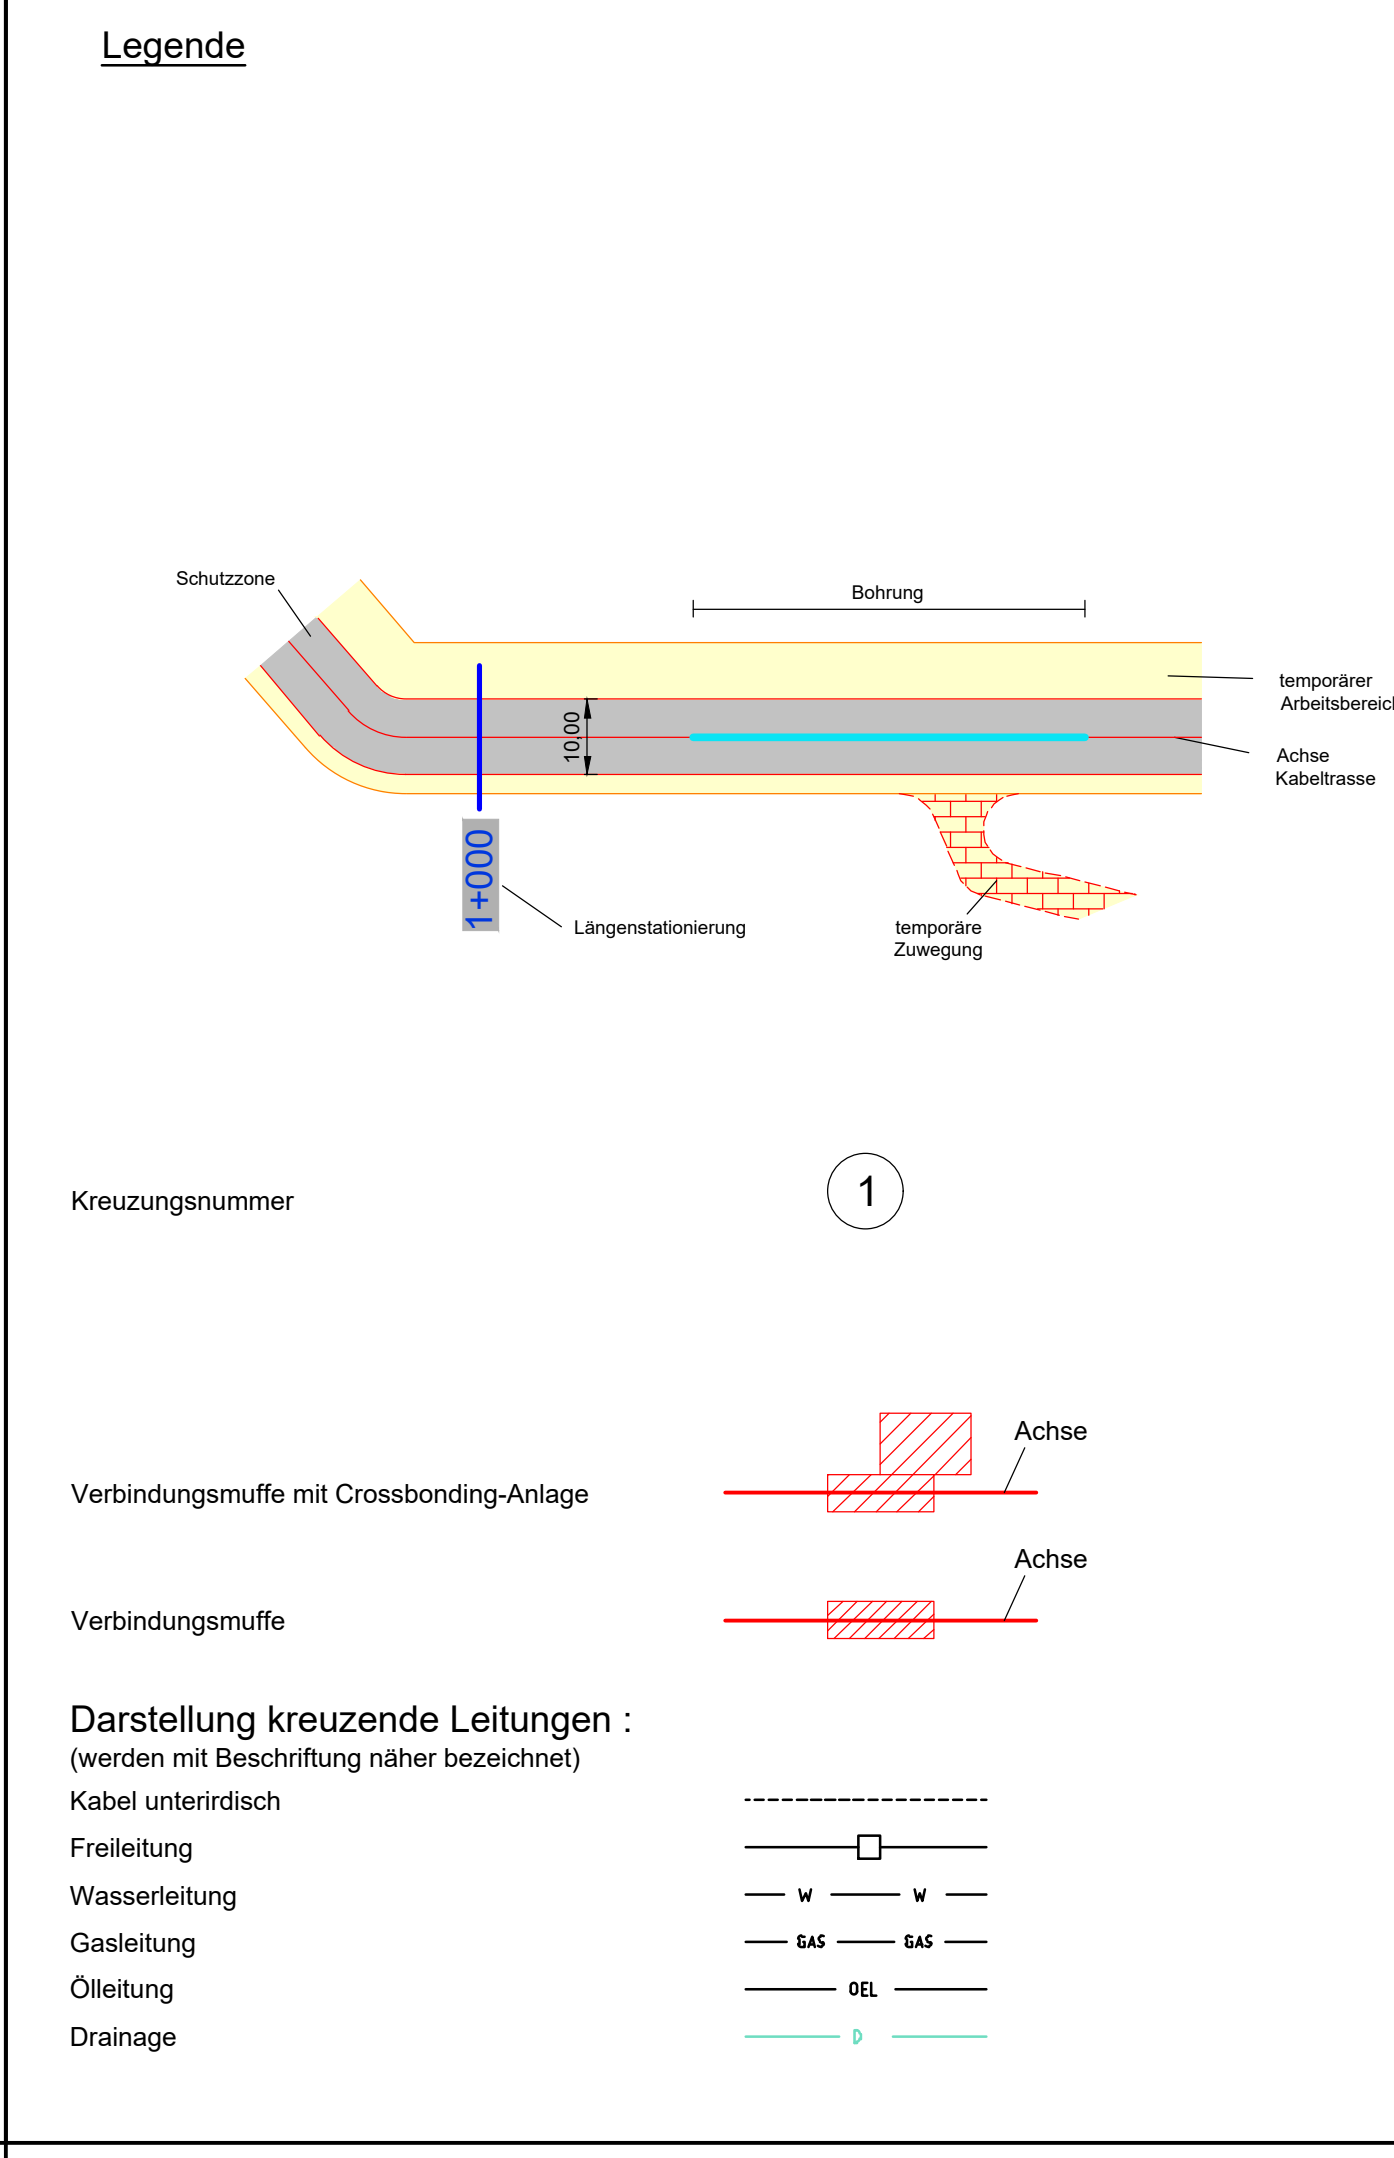 Legende
Schutzzone
Bohrung
temporärer
Arbeitsbereich
10,00
Achse
Kabeltrasse
1+000
Längenstationierung
temporäre
Zuwegung
Kreuzungsnummer
1
Achse
Verbindungsmuffe mit Crossbonding-Anlage
Achse
Verbindungsmuffe
Darstellung kreuzende Leitungen :
(werden mit Beschriftung näher bezeichnet)
Kabel unterirdisch
Freileitung
Wasserleitung W W
Gasleitung GAS GAS
Ölleitung OEL
Drainage D